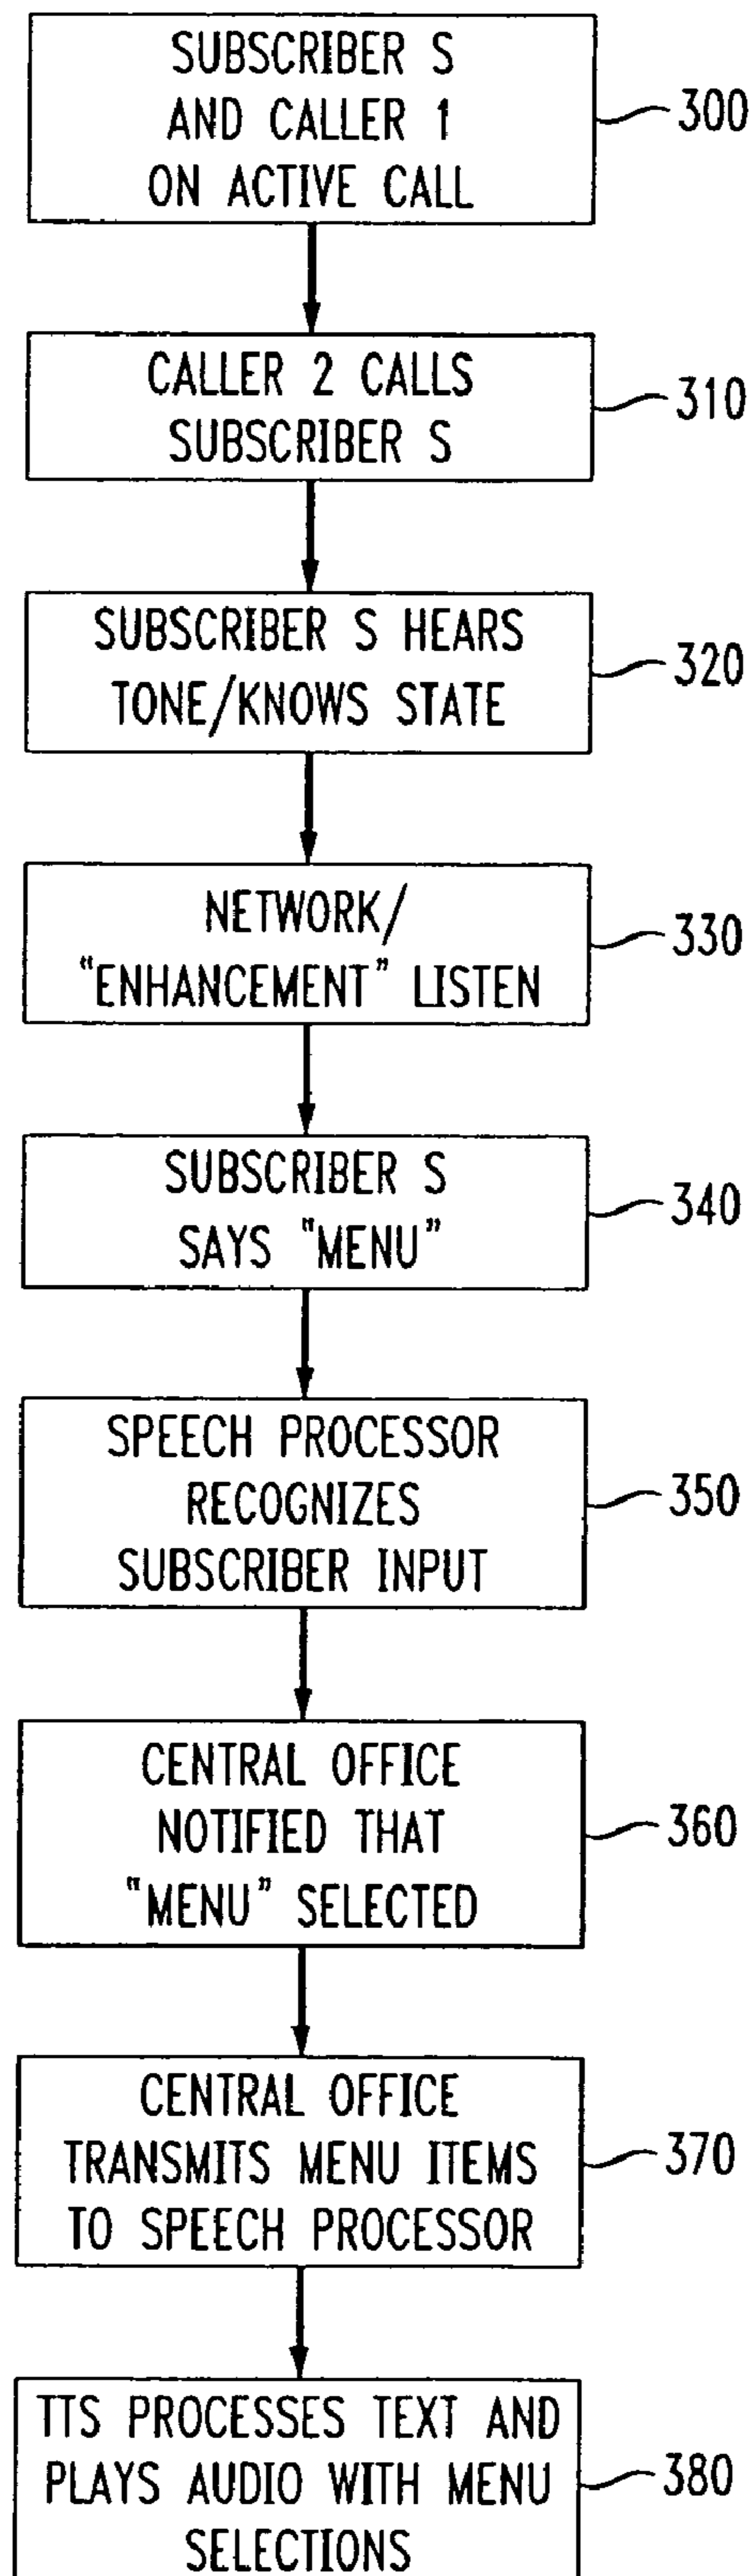 SUBSCRIBER S
AND CALLER 1
ON ACTIVE CALL
300
CALLER 2 CALLS
SUBSCRIBER S
310
SUBSCRIBER S HEARS
TONE/KNOWS STATE
320
NETWORK/
"ENHANCEMENT" LISTEN
330
SUBSCRIBER S
SAYS "MENU"
340
SPEECH PROCESSOR
RECOGNIZES
SUBSCRIBER INPUT
350
CENTRAL OFFICE
NOTIFIED THAT
"MENU" SELECTED
360
CENTRAL OFFICE
TRANSMITS MENU ITEMS
TO SPEECH PROCESSOR
370
TTS PROCESSES TEXT AND
PLAYS AUDIO WITH MENU
SELECTIONS
380